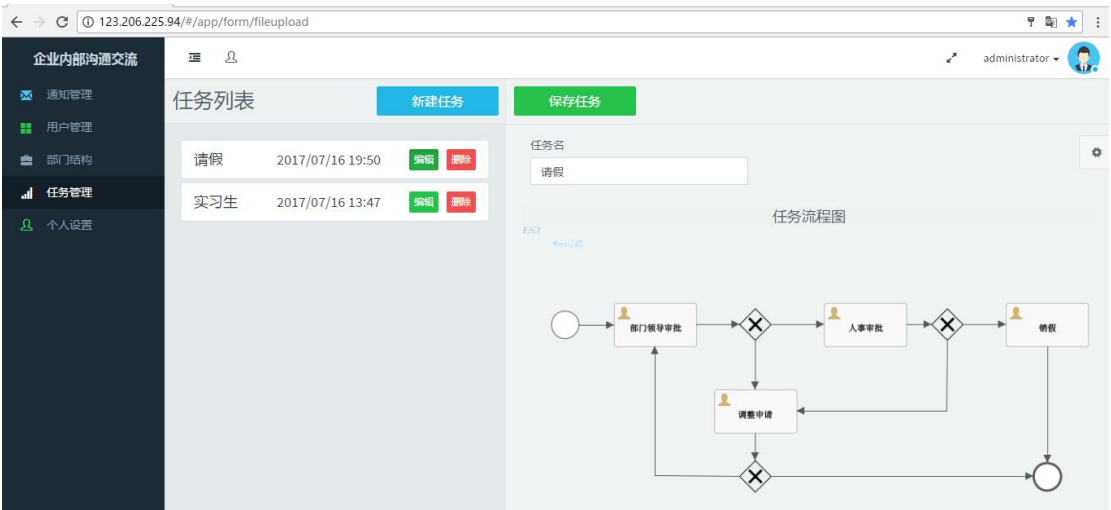 123.206.225.94/#/app/form/fileupload
企业内部沟通交流
administrator
通知管理
用户管理
部门结构
任务管理
个人设置
任务列表
新建任务
请假 2017/07/16 19:50 编辑 删除
实习生 2017/07/16 13:47 编辑 删除
保存任务
任务名
请假
任务流程图
部门领导审批
人事审批
销假
调整申请